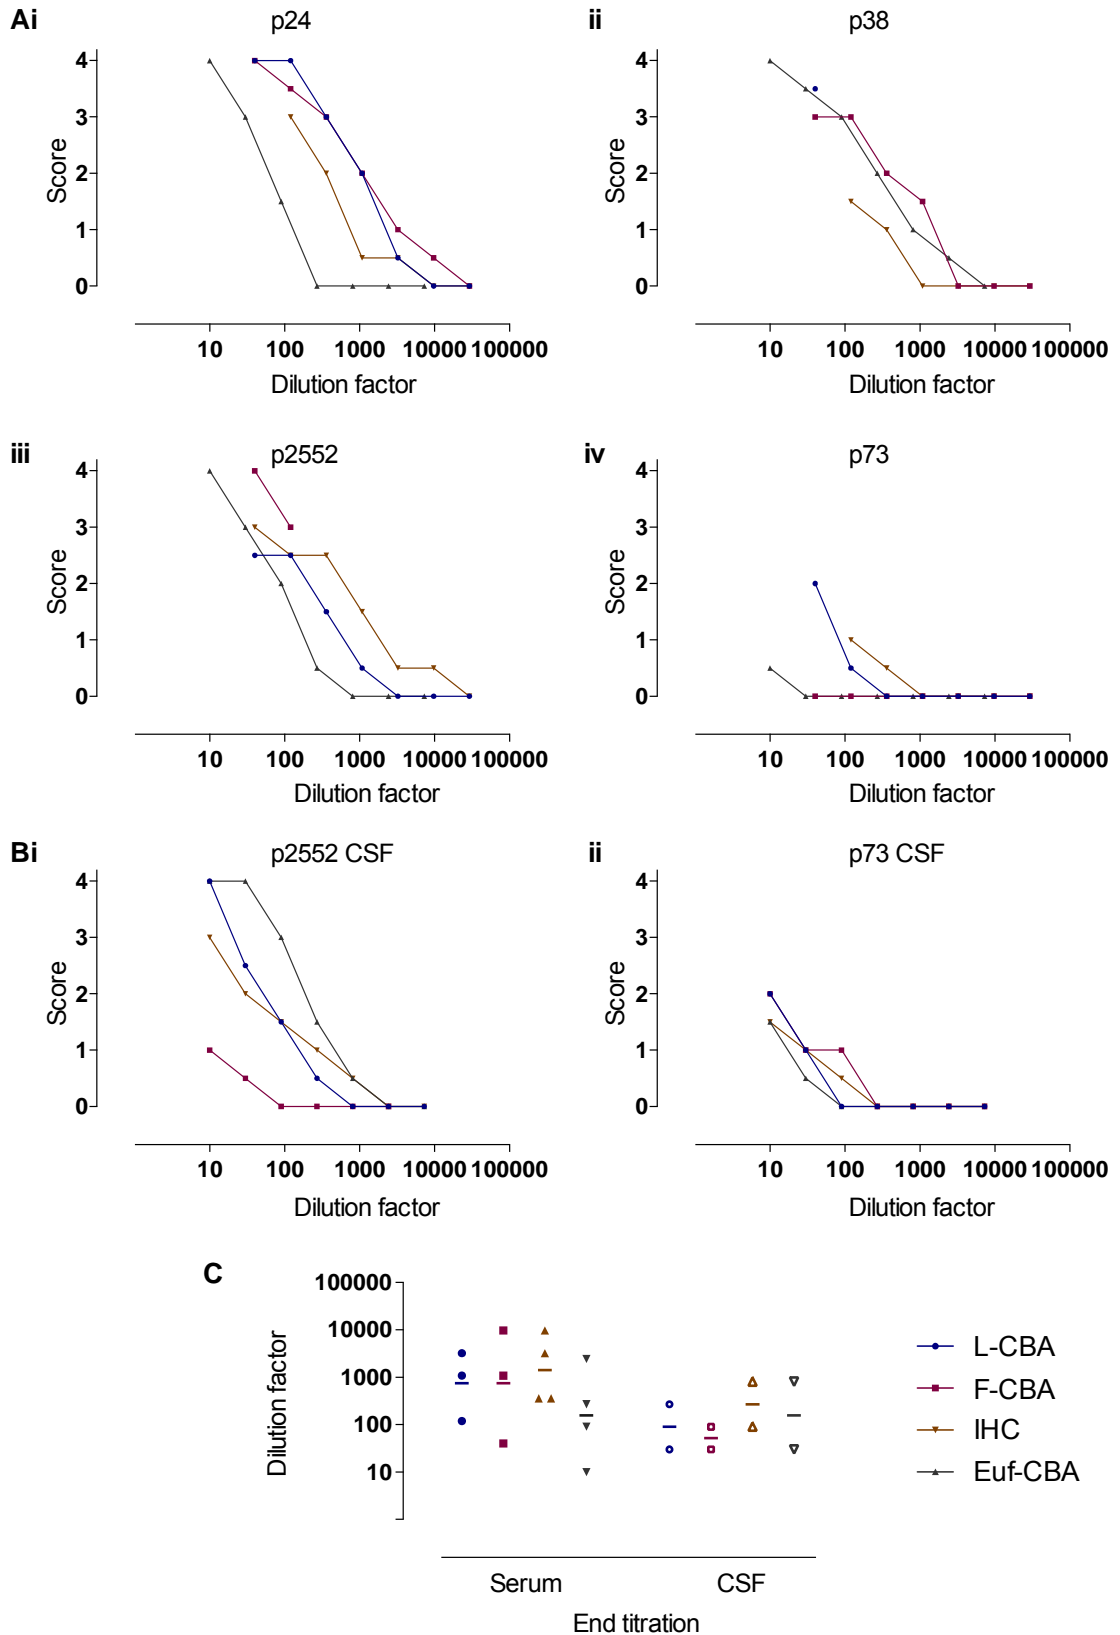 Ai
p24
ii
p38
4
3
2
1
0
Score
10 100 1000 10000 100000
Dilution factor
4
3
2
1
0
Score
10 100 1000 10000 100000
Dilution factor
iii
p2552
iv
p73
4
3
2
1
0
Score
10 100 1000 10000 100000
Dilution factor
4
3
2
1
0
Score
10 100 1000 10000 100000
Dilution factor
Bi
p2552 CSF
ii
p73 CSF
4
3
2
1
0
Score
10 100 1000 10000 100000
Dilution factor
4
3
2
1
0
Score
10 100 1000 10000 100000
Dilution factor
C
100000
10000
1000
100
10
Dilution factor
Serum CSF
End titration
L-CBA
F-CBA
IHC
Euf-CBA